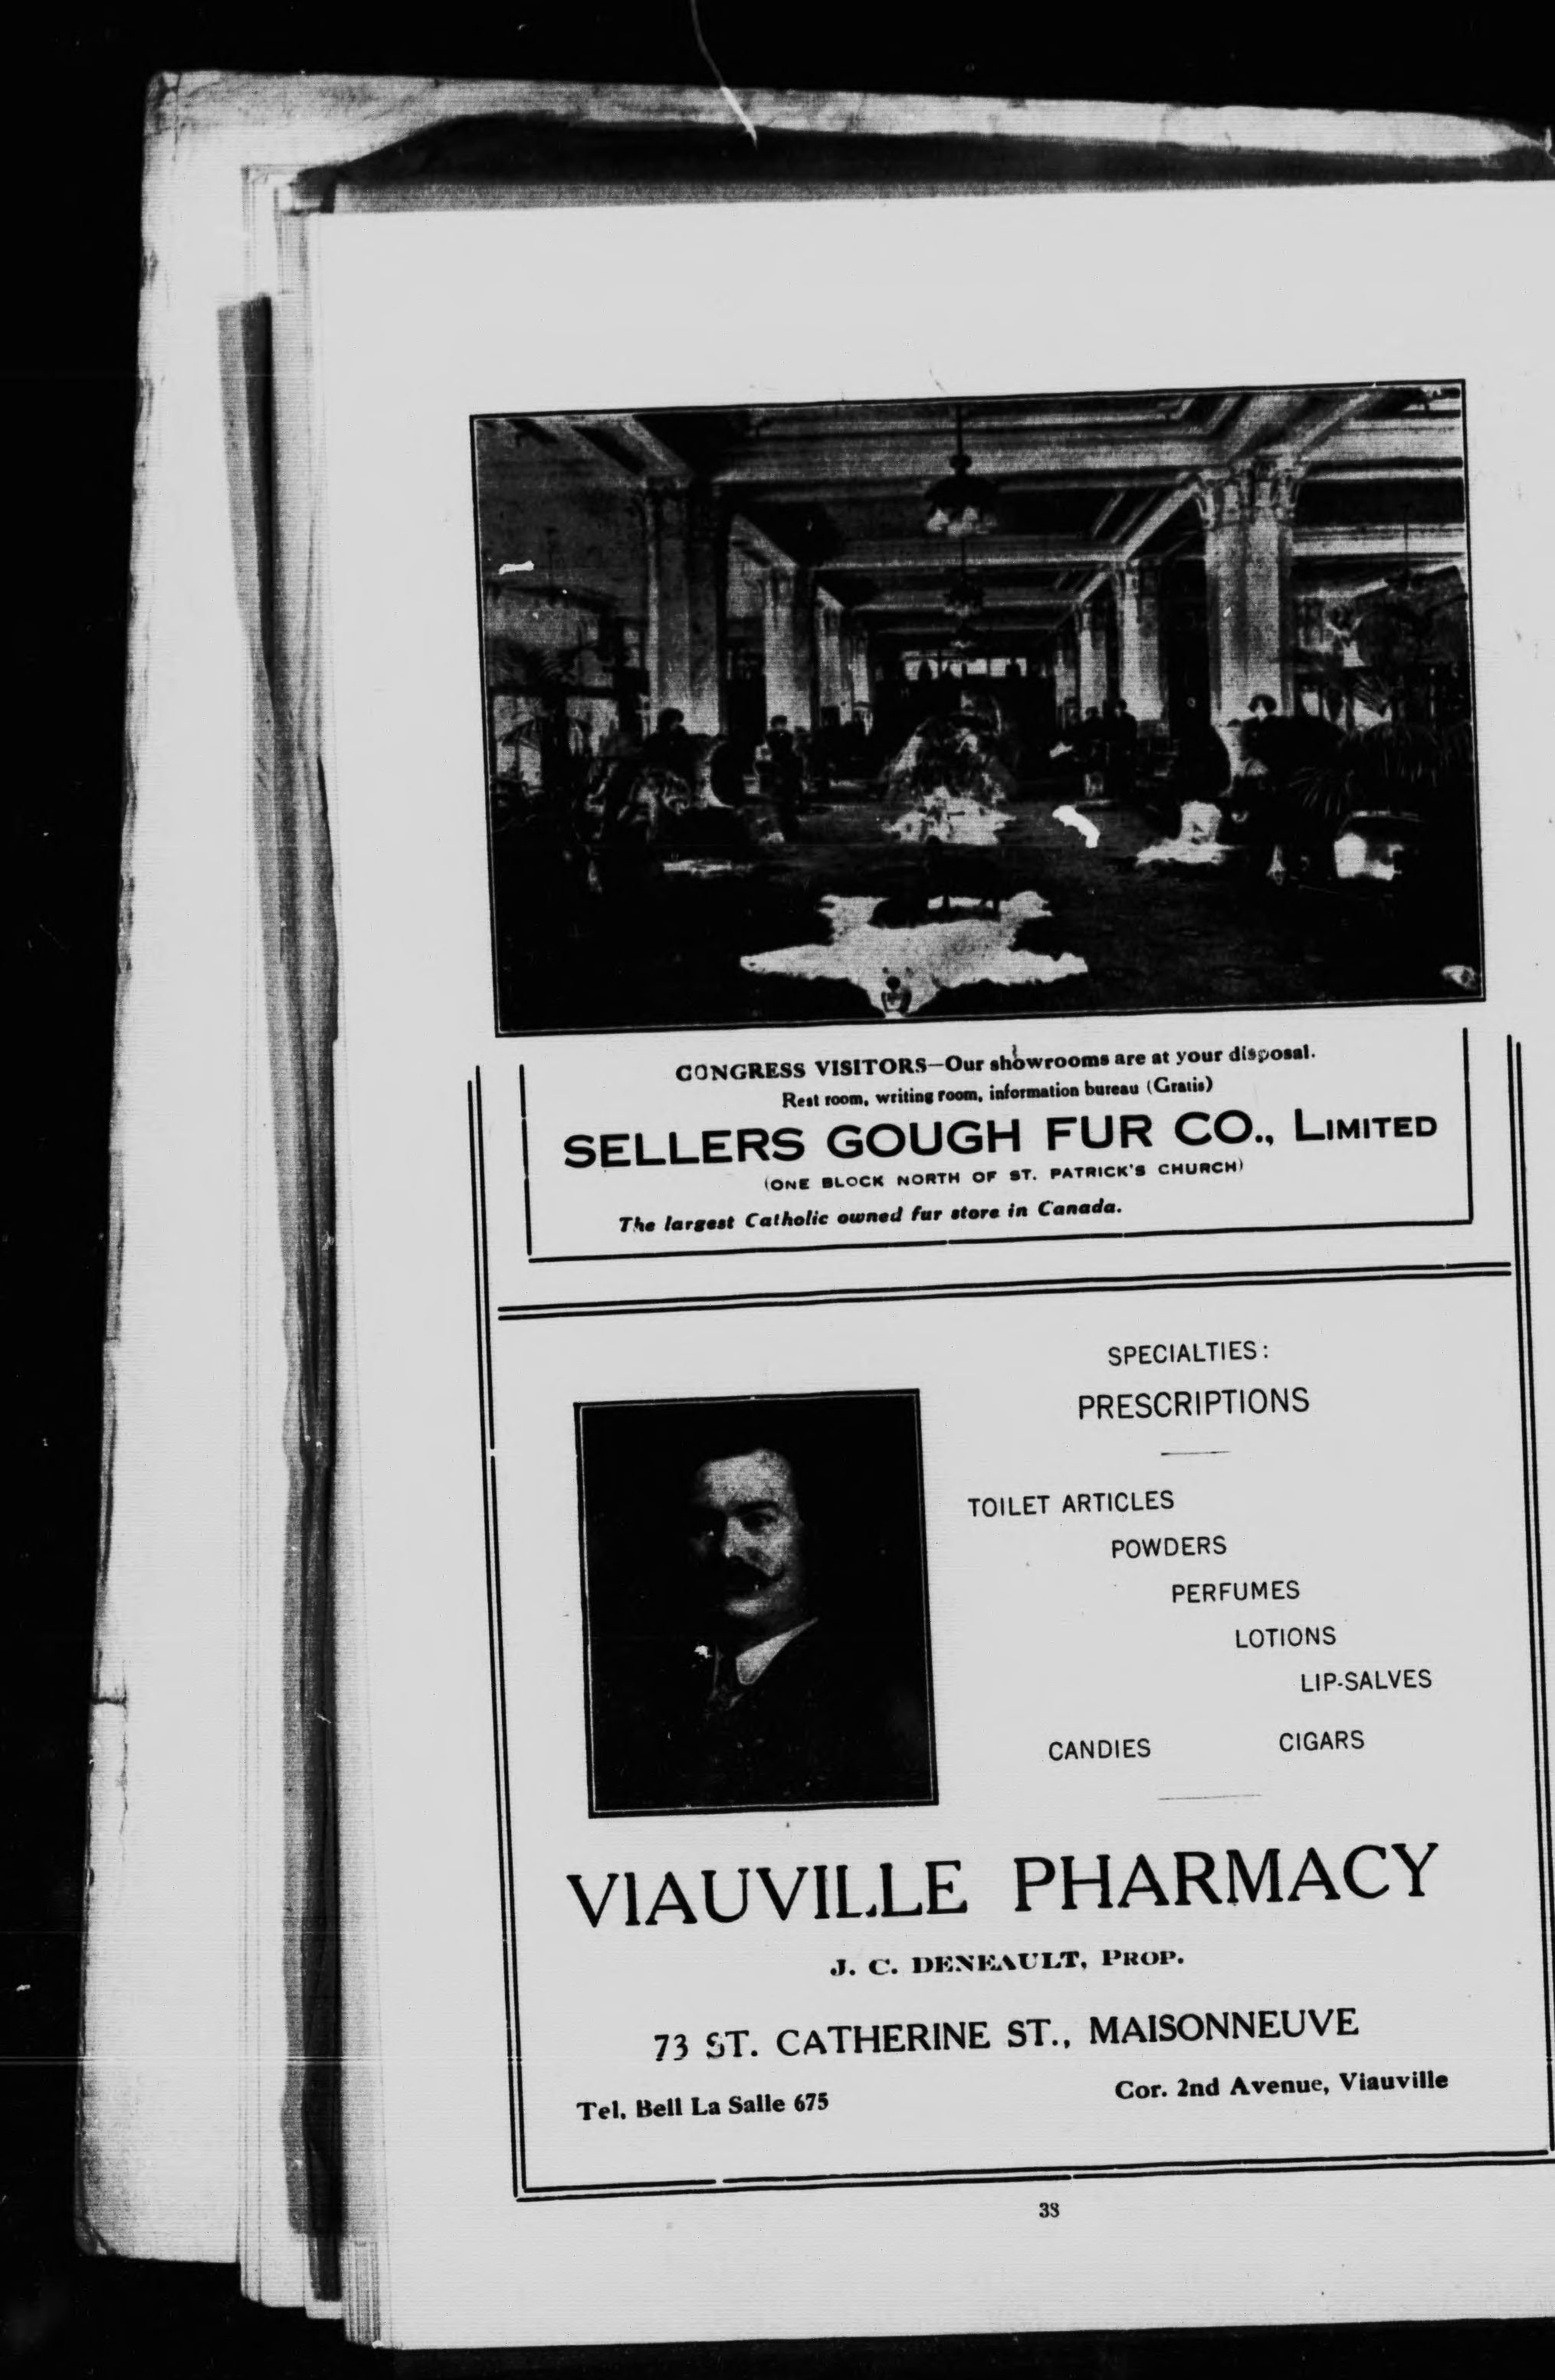 CONGRESS VISITORS—Our showrooms are at your disposal.
Rest room, writing room, information bureau (Gratis)
SELLERS GOUGH FUR CO., LIMITED
(ONE BLOCK NORTH OF ST. PATRICK'S CHURCH)
The largest Catholic owned fur store in Canada.
SPECIALTIES:
PRESCRIPTIONS
TOILET ARTICLES
POWDERS
PERFUMES
LOTIONS
LIP-SALVES
CANDIES CIGARS
VIAUVILLE PHARMACY
J. C. DENEAULT, PROP.
73 ST. CATHERINE ST., MAISONNEUVE
Tel. Bell La Salle 675 Cor. 2nd Avenue, Viauville
38